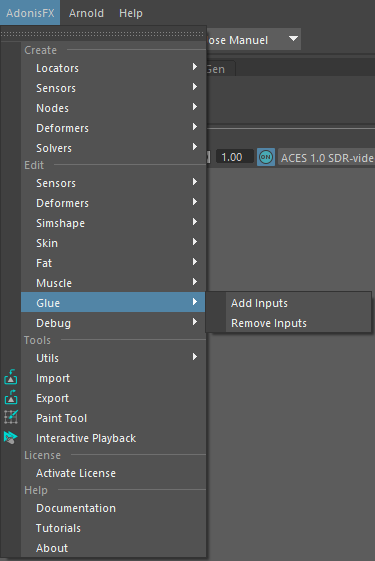 AdonisFX Arnold Help
ose Manuel
Create
Locators
Gen
Sensors
Nodes
Deformers
Solvers
1.00 ON ACES 1.0 SDR-vide
Edit
Sensors
Deformers
Simshape
Skin
Fat
Muscle
Glue
Add Inputs
Debug
Remove Inputs
Tools
Utils
Import
Export
Paint Tool
Interactive Playback
License
Activate License
Help
Documentation
Tutorials
About